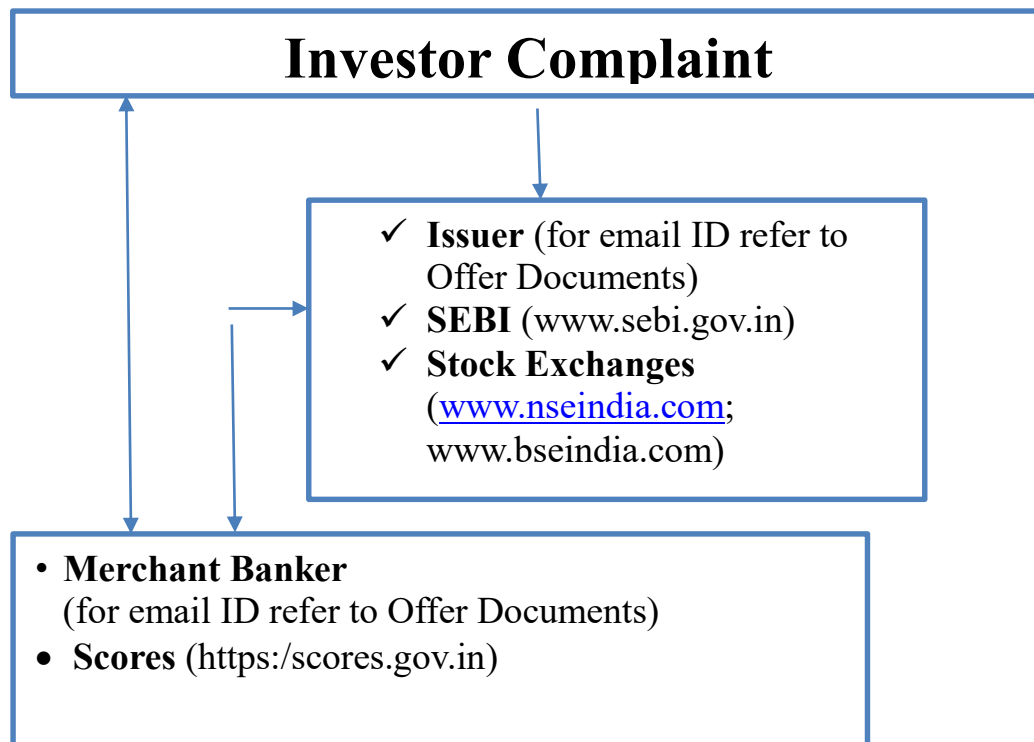 Investor Complaint
✓ Issuer (for email ID refer to
Offer Documents)
✓ SEBI (www.sebi.gov.in)
✓ Stock Exchanges
(www.nseindia.com;
www.bseindia.com)
• Merchant Banker
(for email ID refer to Offer Documents)
• Scores (https:/scores.gov.in)